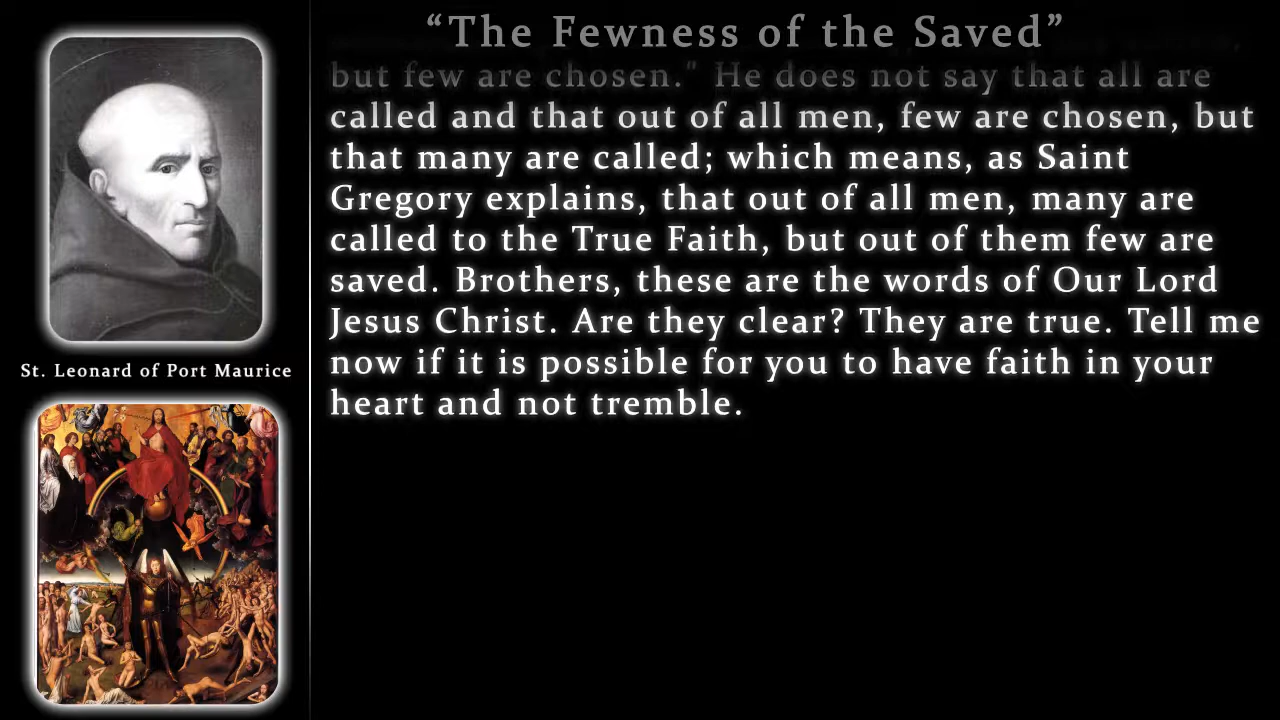 “The Fewness of the Saved”
but few are chosen.” He does not say that all are
called and that out of all men, few are chosen, but
that many are called; which means, as Saint
Gregory explains, that out of all men, many are
called to the True Faith, but out of them few are
saved. Brothers, these are the words of Our Lord
Jesus Christ. Are they clear? They are true. Tell me
now if it is possible for you to have faith in your
heart and not tremble.
St. Leonard of Port Maurice